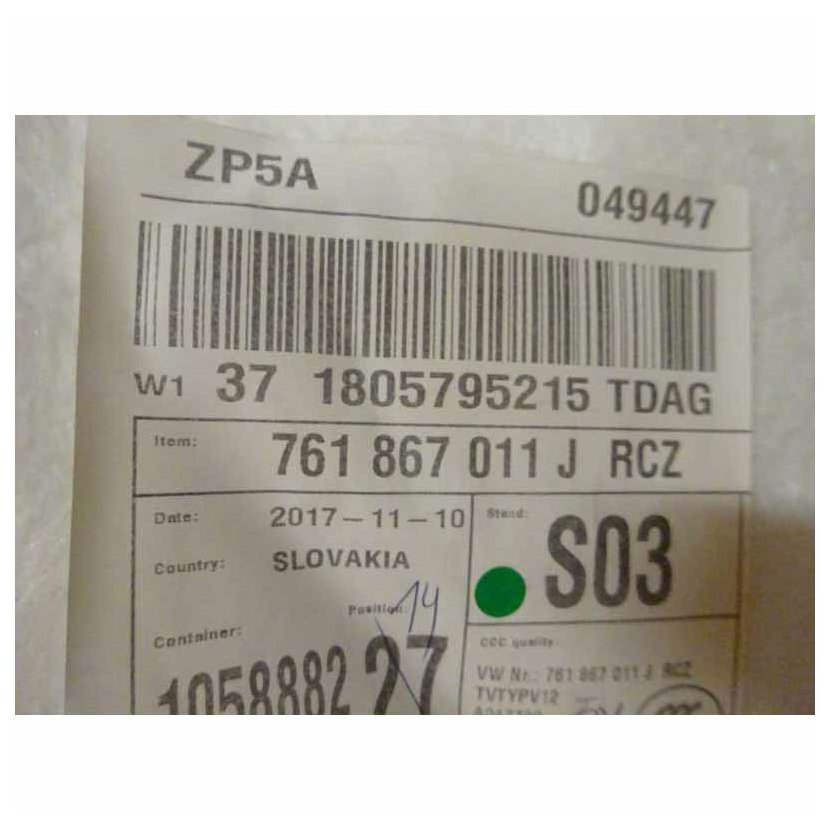 ZP5A
049447
W1 37 1805795215 TDAG
Item: 761 867 011 J RCZ
Date: 2017-11-10
Stand: S03
Country: SLOVAKIA
Position: 14
Container:
1058882 27
CCC quality:
VW Nr.: 761 867 011 J RCZ
TVTYPV12